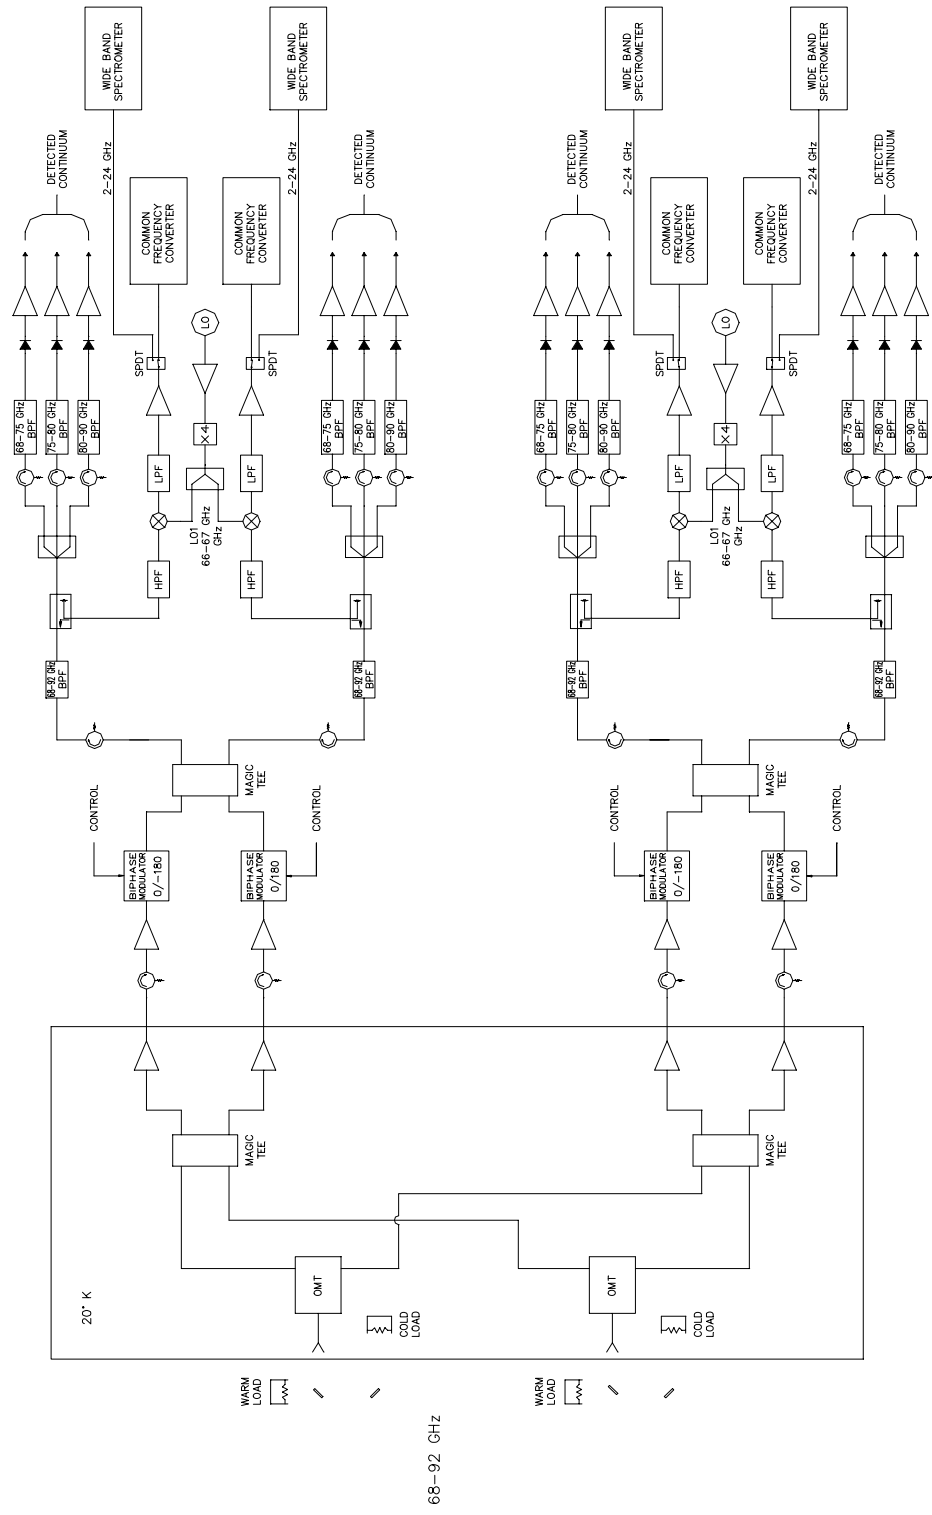 WIDE BAND
SPECTROMETER
WIDE BAND
SPECTROMETER
WIDE BAND
SPECTROMETER
WIDE BAND
SPECTROMETER
DETECTED
CONTINUUM
2-24 GHz
2-24 GHz
DETECTED
CONTINUUM
DETECTED
CONTINUUM
2-24 GHz
2-24 GHz
DETECTED
CONTINUUM
COMMON
FREQUENCY
CONVERTER
COMMON
FREQUENCY
CONVERTER
COMMON
FREQUENCY
CONVERTER
COMMON
FREQUENCY
CONVERTER
LO
LO
SPDT
SPDT
SPDT
SPDT
68-75 GHz
BPF
75-80 GHz
BPF
80-90 GHz
BPF
X4
68-75 GHz
BPF
75-80 GHz
BPF
80-90 GHz
BPF
68-75 GHz
BPF
75-80 GHz
BPF
80-90 GHz
BPF
X4
68-75 GHz
BPF
75-80 GHz
BPF
80-90 GHz
BPF
LPF
LPF
LPF
LPF
LO1
66-67 GHz
GHz
LO1
66-67 GHz
GHz
HPF
HPF
HPF
HPF
68-92 GHz
BPF
68-92 GHz
BPF
68-92 GHz
BPF
68-92 GHz
BPF
MAGIC
TEE
MAGIC
TEE
CONTROL
CONTROL
CONTROL
CONTROL
BIPHASE
MODULATOR
0/-180
BIPHASE
MODULATOR
0/180
BIPHASE
MODULATOR
0/-180
BIPHASE
MODULATOR
0/180
MAGIC
TEE
MAGIC
TEE
20° K
OMT
OMT
COLD
LOAD
COLD
LOAD
WARM
LOAD
WARM
LOAD
68-92 GHz